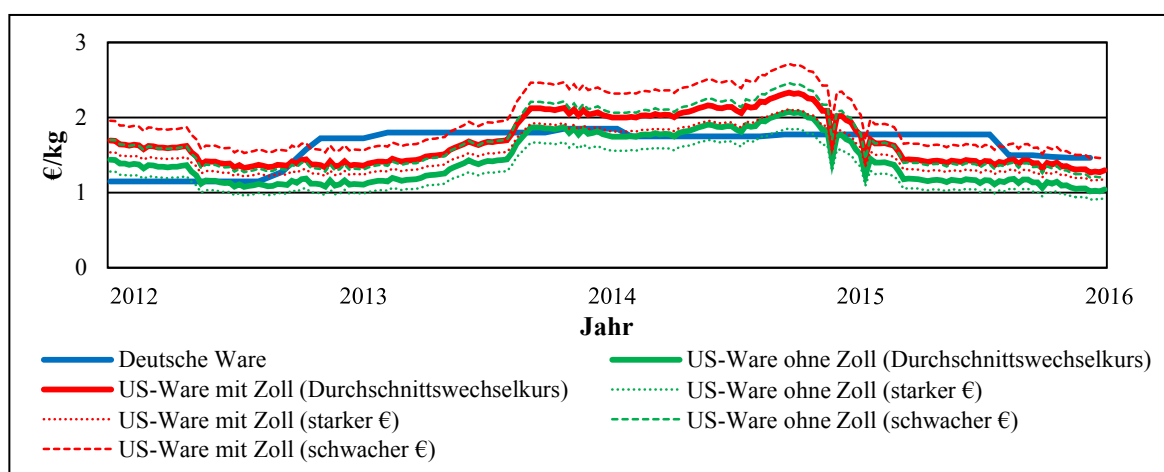 3
2
1
0
€/kg
2012 2013 2014 2015 2016
Jahr
Deutsche Ware
US-Ware ohne Zoll (Durchschnittswechselkurs)
US-Ware mit Zoll (Durchschnittswechselkurs)
US-Ware ohne Zoll (starker €)
US-Ware mit Zoll (starker €)
US-Ware ohne Zoll (schwacher €)
US-Ware mit Zoll (schwacher €)